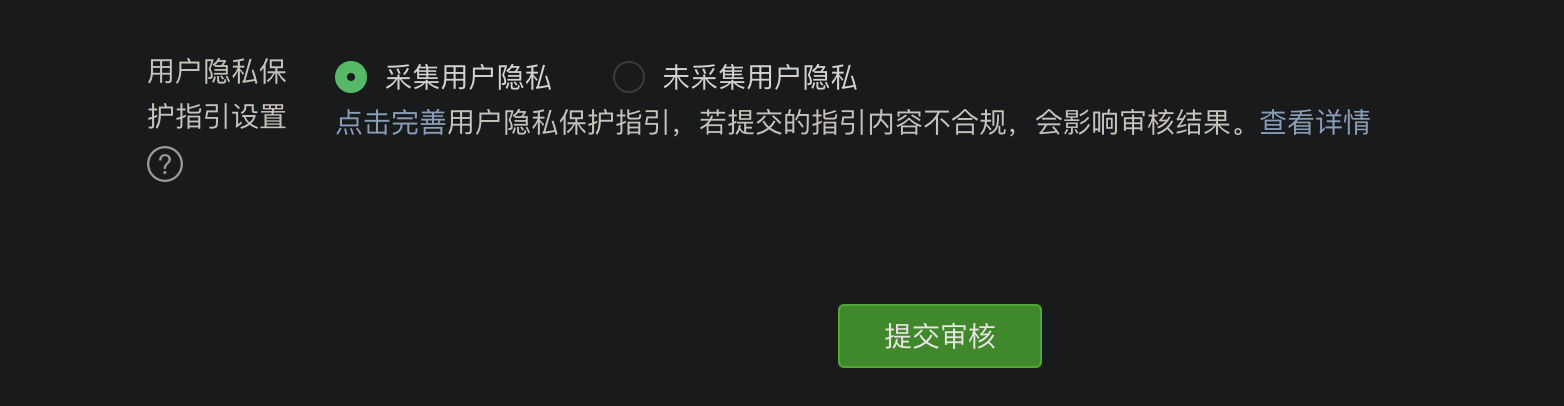 用户隐私保
护指引设置
?
采集用户隐私 未采集用户隐私
点击完善用户隐私保护指引，若提交的指引内容不合规，会影响审核结果。查看详情
提交审核